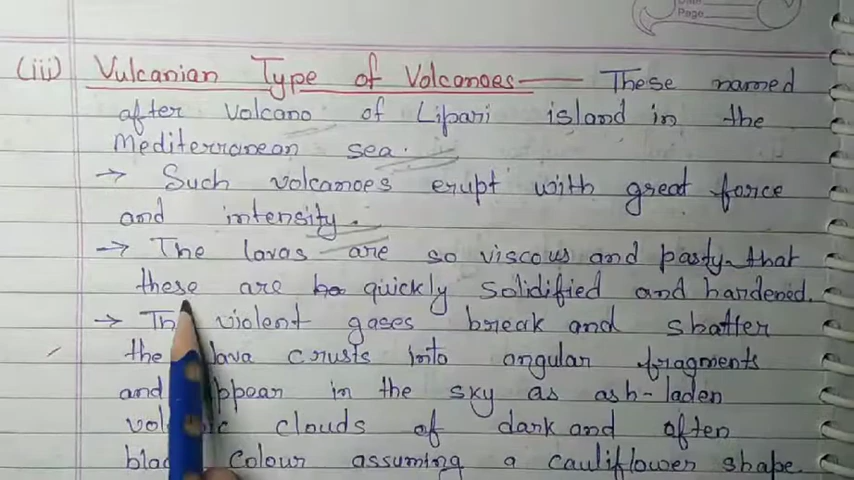 Page
(iii) Vulcanian Type of Volcanoes — These named
after volcano of Lipari island in the
Mediterranean sea.
→ Such volcanoes erupt with great force
and intensity.
→ The lavas are so viscous and pasty that
these are quickly solidified and hardened.
→ violent gases break and shatter
the lava crusts into angular fragments
and in the sky as ash-laden
clouds of dark and often
colour assuming a cauliflower shape.